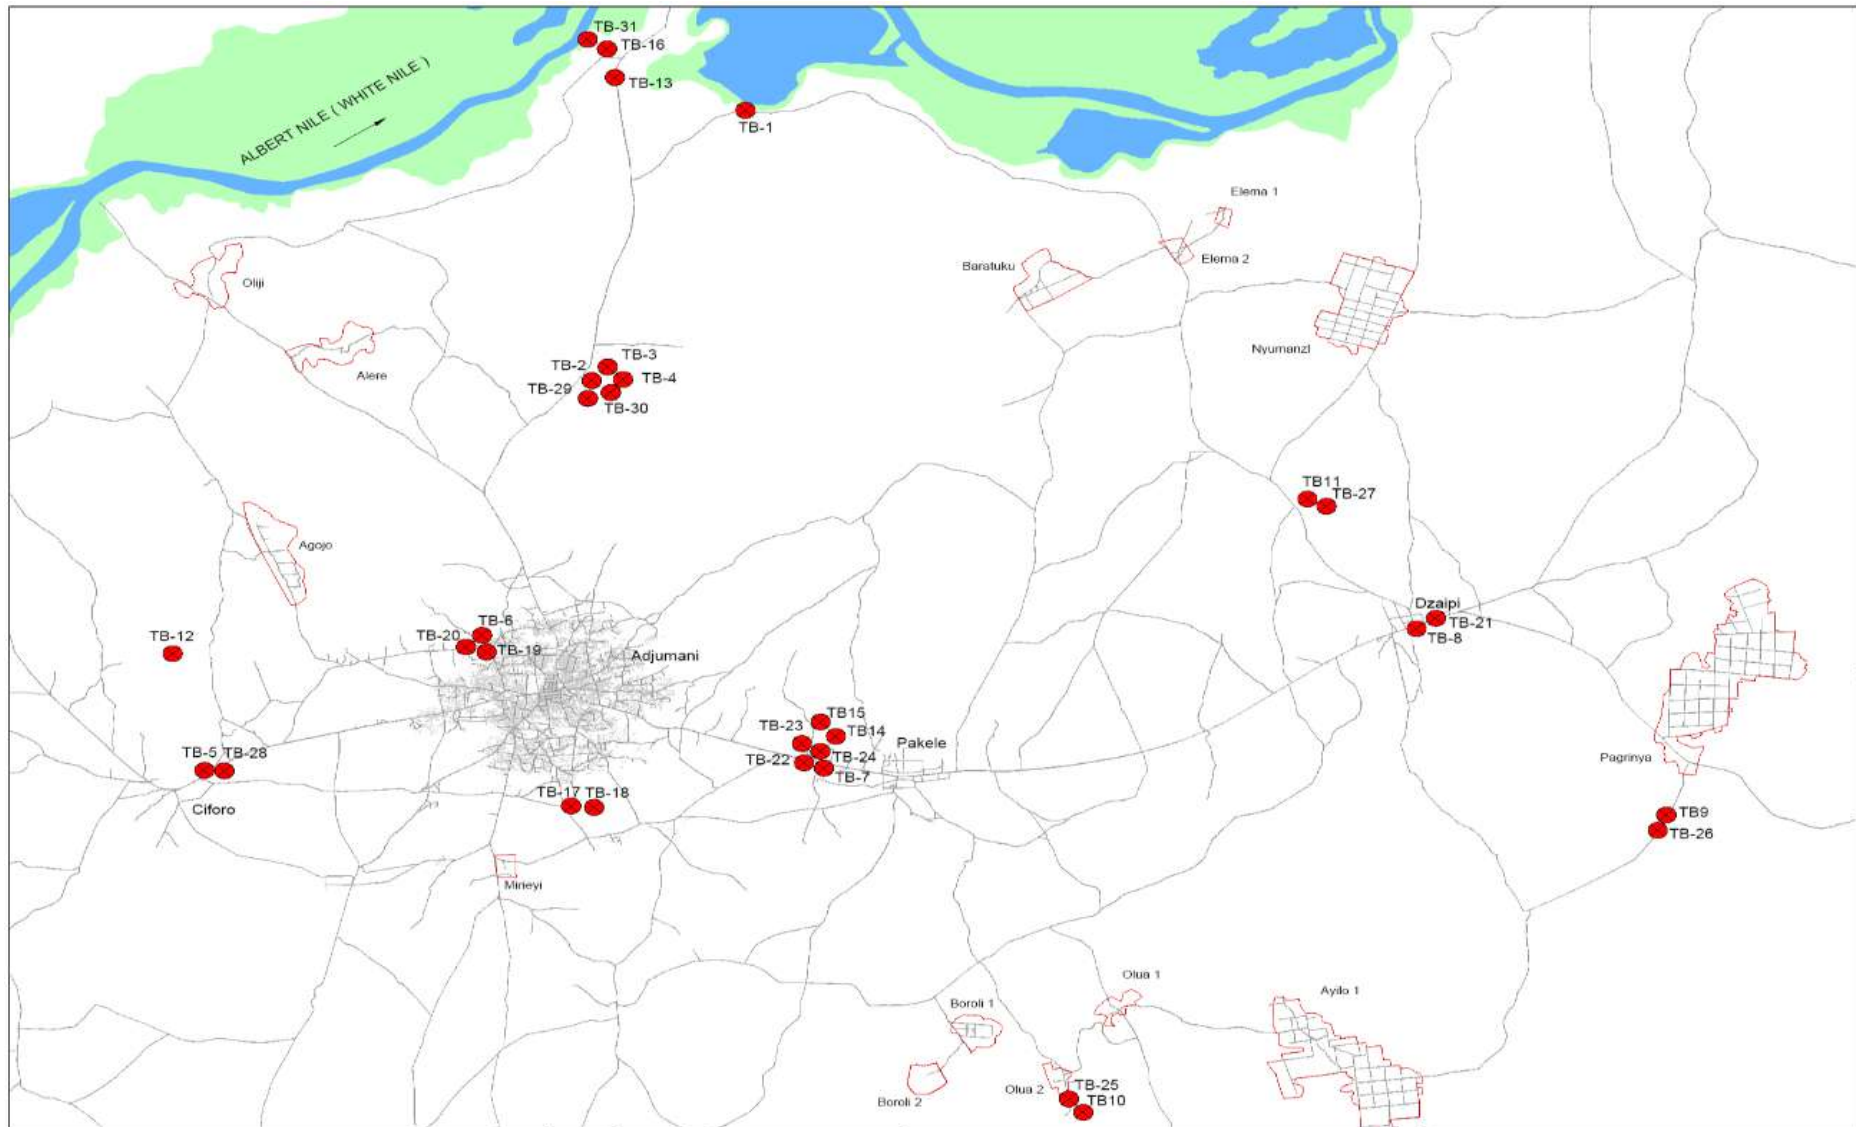 TB-31
TB-16
TB-13
ALBERT NILE ( WHITE NILE )
TB-1
Elema 1
Elema 2
Baratuku
Oliji
Nyumanzi
Alere
TB-3
TB-2
TB-4
TB-29
TB-30
TB11
TB-27
Agojo
Dzaipi
TB-21
TB-8
TB-6
TB-20
TB-19
TB-12
Adjumani
TB15
TB-23
TB14
Pakele
TB-24
TB-22
TB-7
Pagrinya
TB-5
TB-28
Ciforo
TB-17
TB-18
TB9
TB-26
Mirieyi
Olua 1
Boroli 1
Ayilo 1
Olua 2
TB-25
TB10
Boroli 2